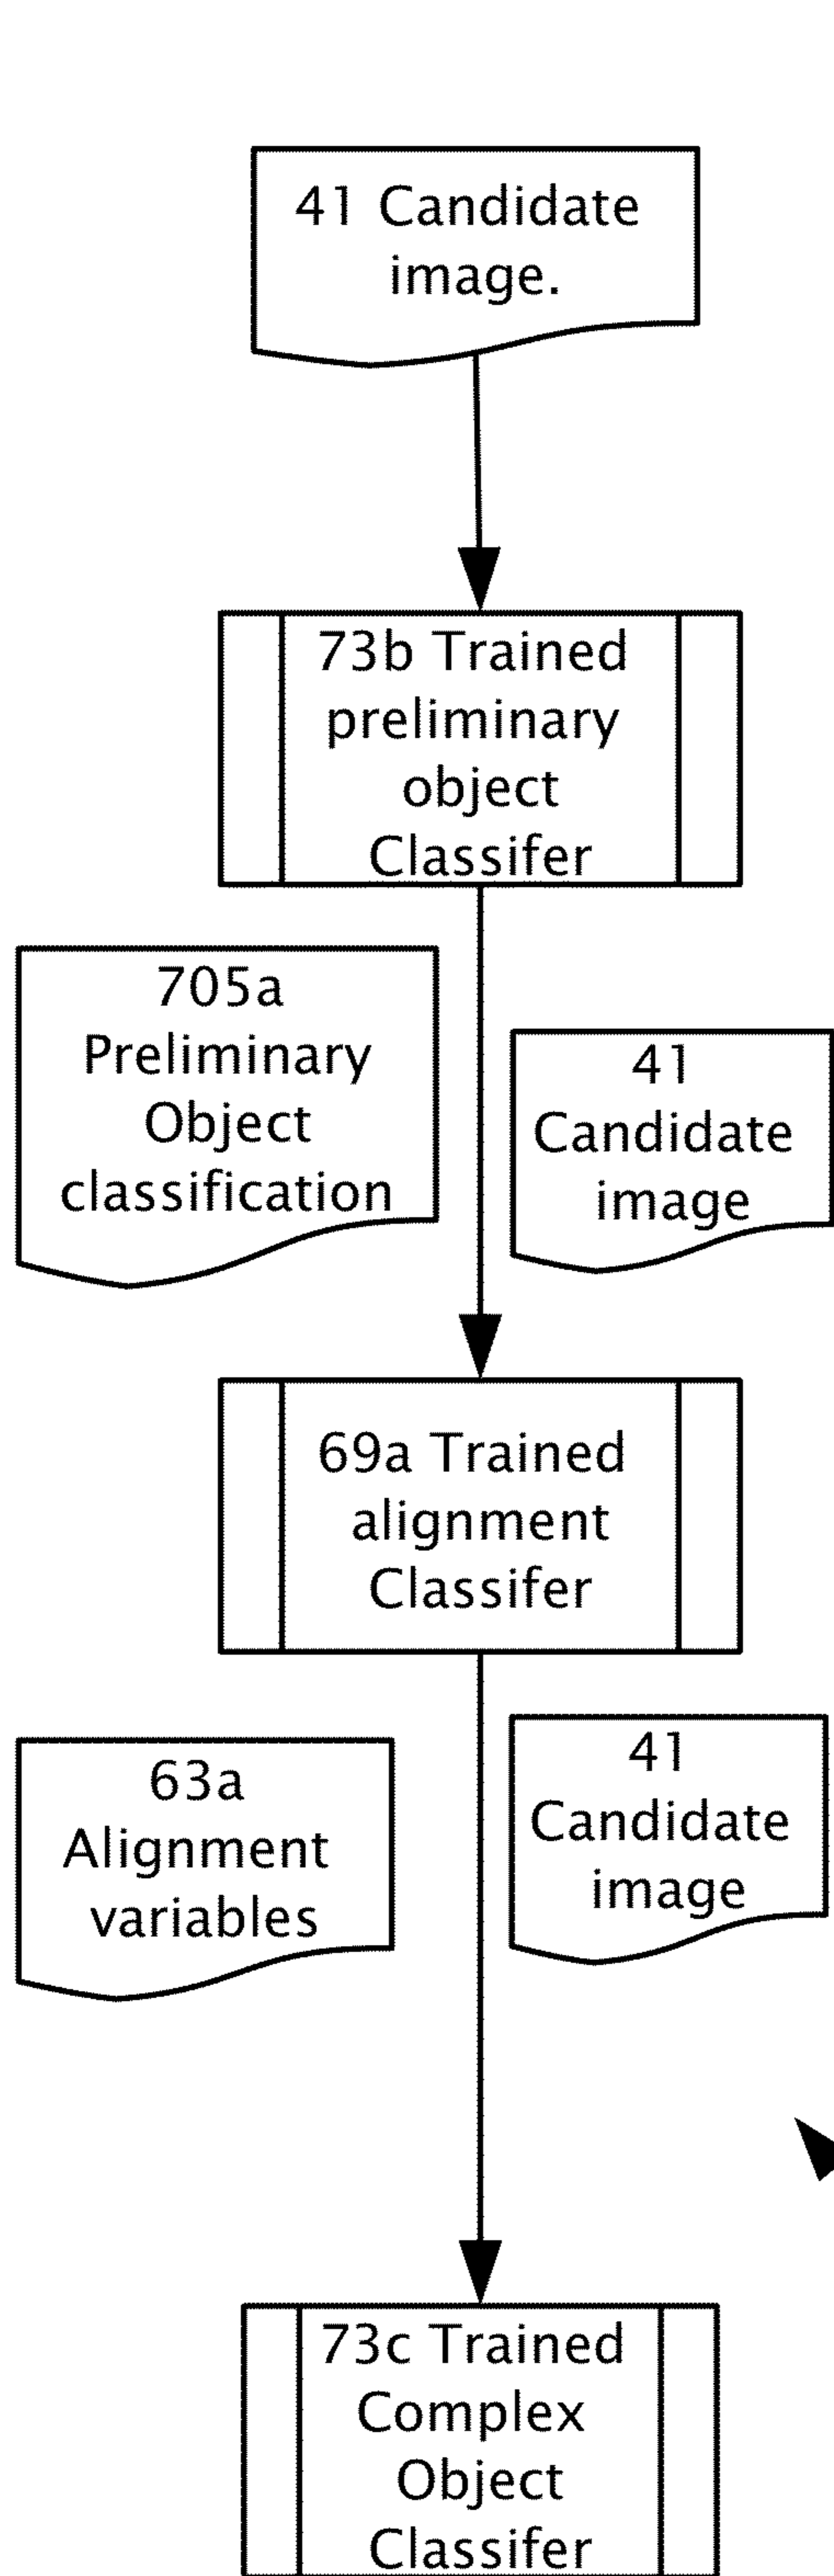 41 Candidate
image.
73b Trained
preliminary
object
Classifer
705a
Preliminary
Object
classification
41
Candidate
image
69a Trained
alignment
Classifer
63a
Alignment
variables
41
Candidate
image
73c Trained
Complex
Object
Classifer